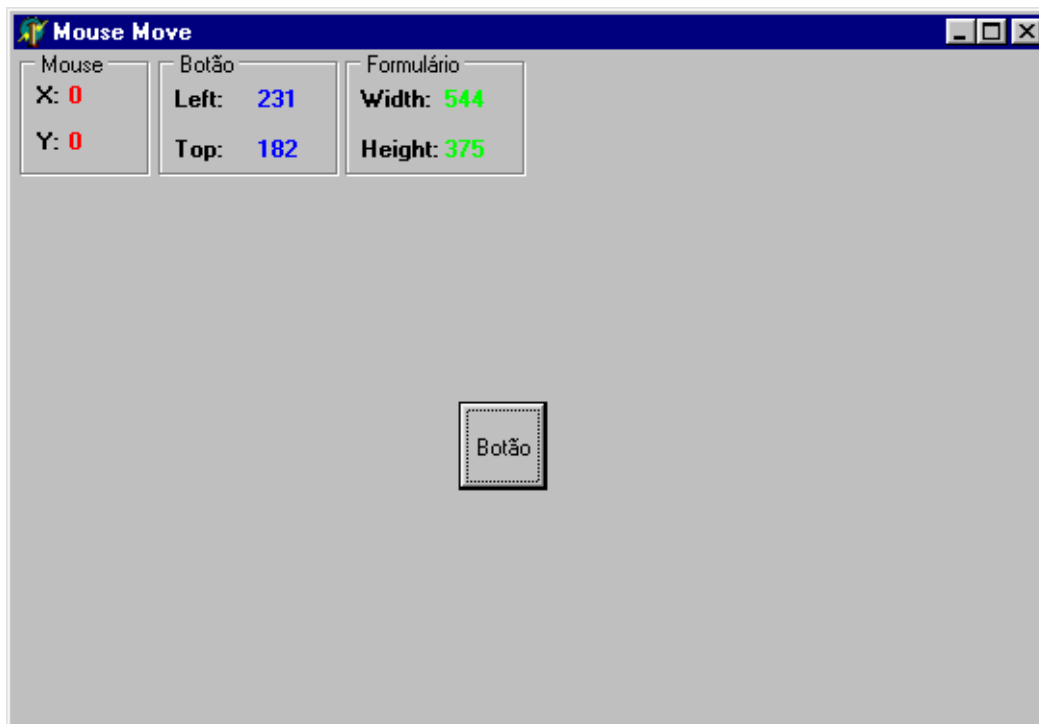 Mouse Move
Mouse
X: 0
Y: 0
Botão
Left: 231
Top: 182
Formulário
Width: 544
Height: 375
Botão